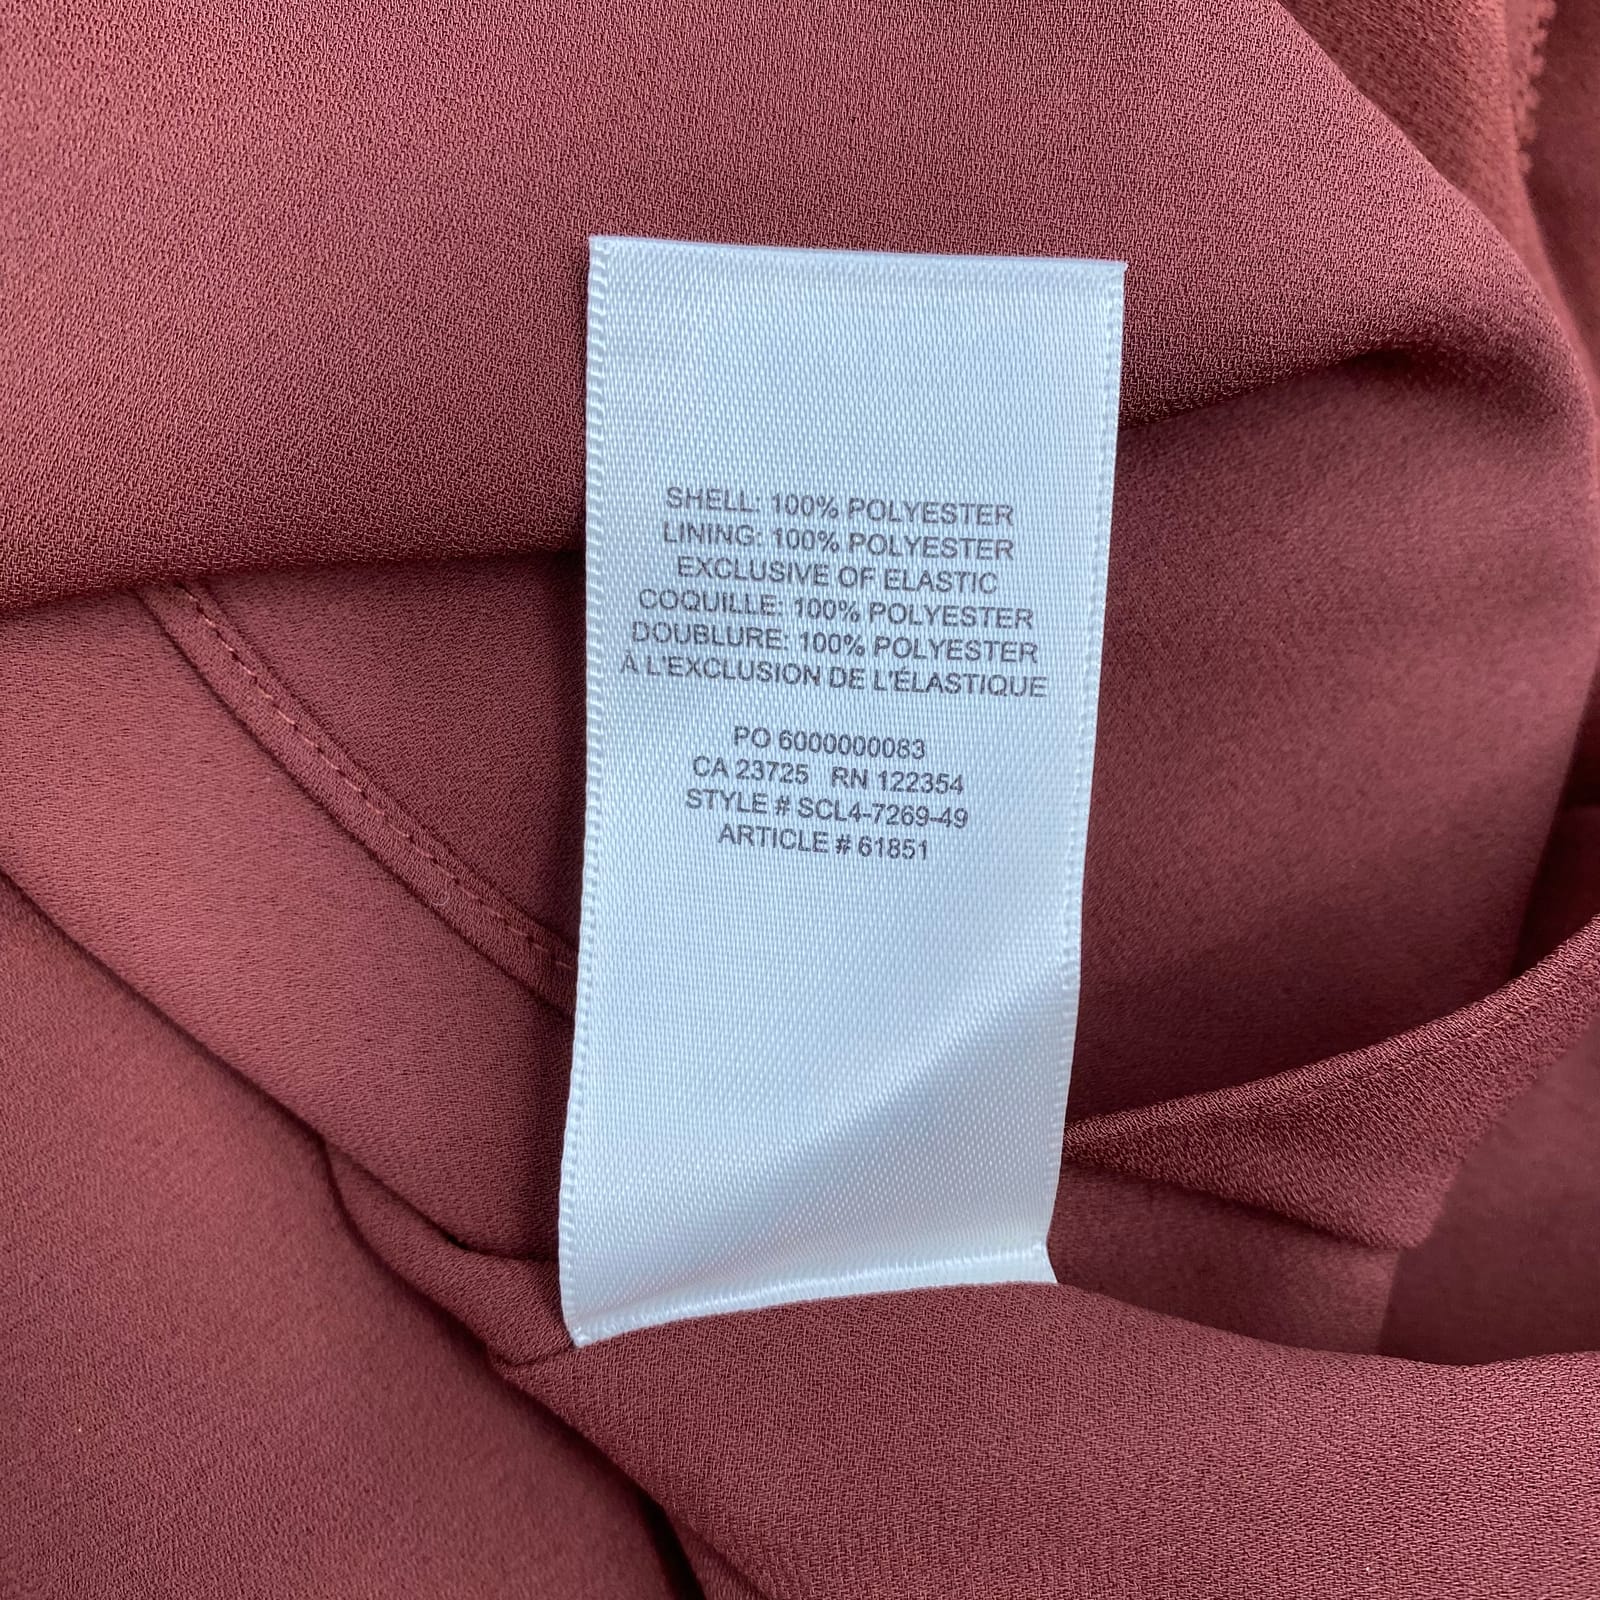 SHELL: 100% POLYESTER
LINING: 100% POLYESTER
EXCLUSIVE OF ELASTIC
COQUILLE: 100% POLYESTER
DOUBLURE: 100% POLYESTER
À L'EXCLUSION DE L'ÉLASTIQUE
PO 6000000083
CA 23725 RN 122354
STYLE # SCL4-7269-49
ARTICLE # 61851